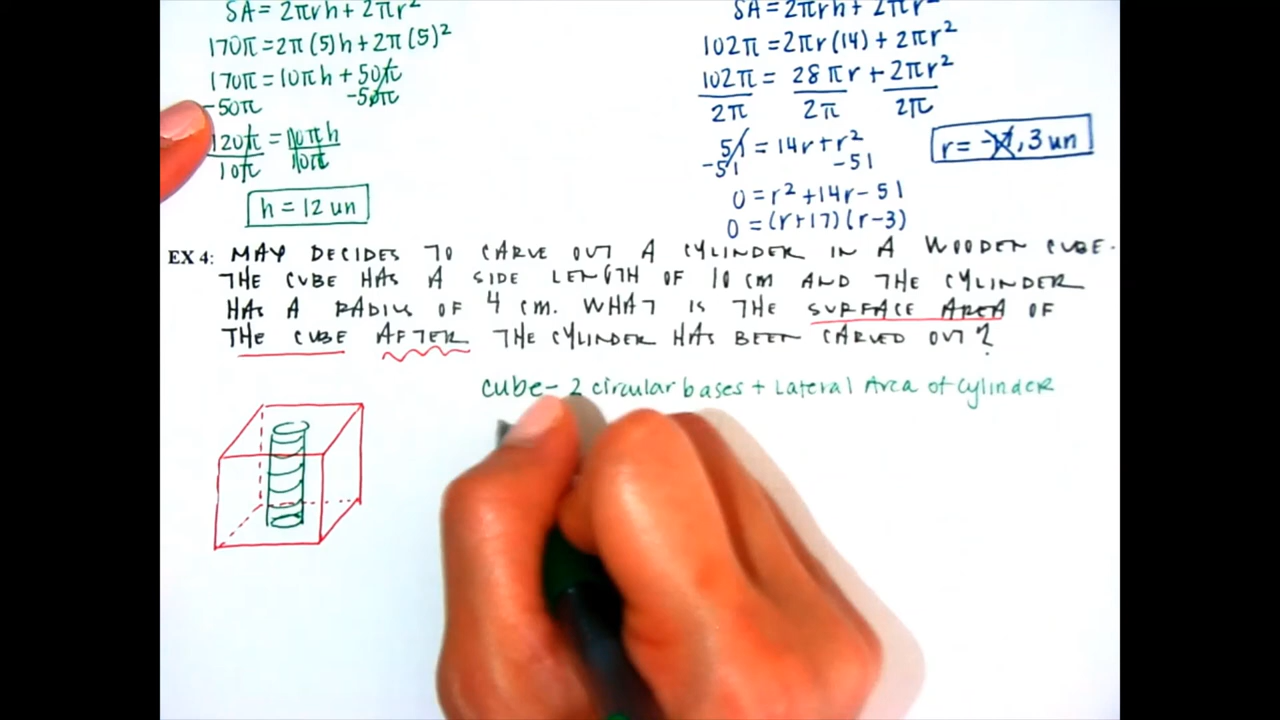 SA = 2πrh + 2πr²
170π = 2π(5)h + 2π(5)²
170π = 10πh + 50π
-50π -50π
120π = 10πh
10π 10π
h = 12 un
SA = 2πrh + 2πr²
102π = 2πr(14) + 2πr²
102π = 28πr + 2πr²
2π 2π 2π
51 = 14r + r²
-51 -51
0 = r² + 14r - 51
0 = (r+17)(r-3)
r = -17, 3 un
EX 4: MAY DECIDES TO CARVE OUT A CYLINDER IN A WOODEN CUBE.
THE CUBE HAS A SIDE LENGTH OF 10 CM AND THE CYLINDER
HAS A RADIUS OF 4 CM. WHAT IS THE SURFACE AREA OF
THE CUBE AFTER THE CYLINDER HAS BEEN CARVED OUT?
cube - 2 circular bases + Lateral Area of cylinder